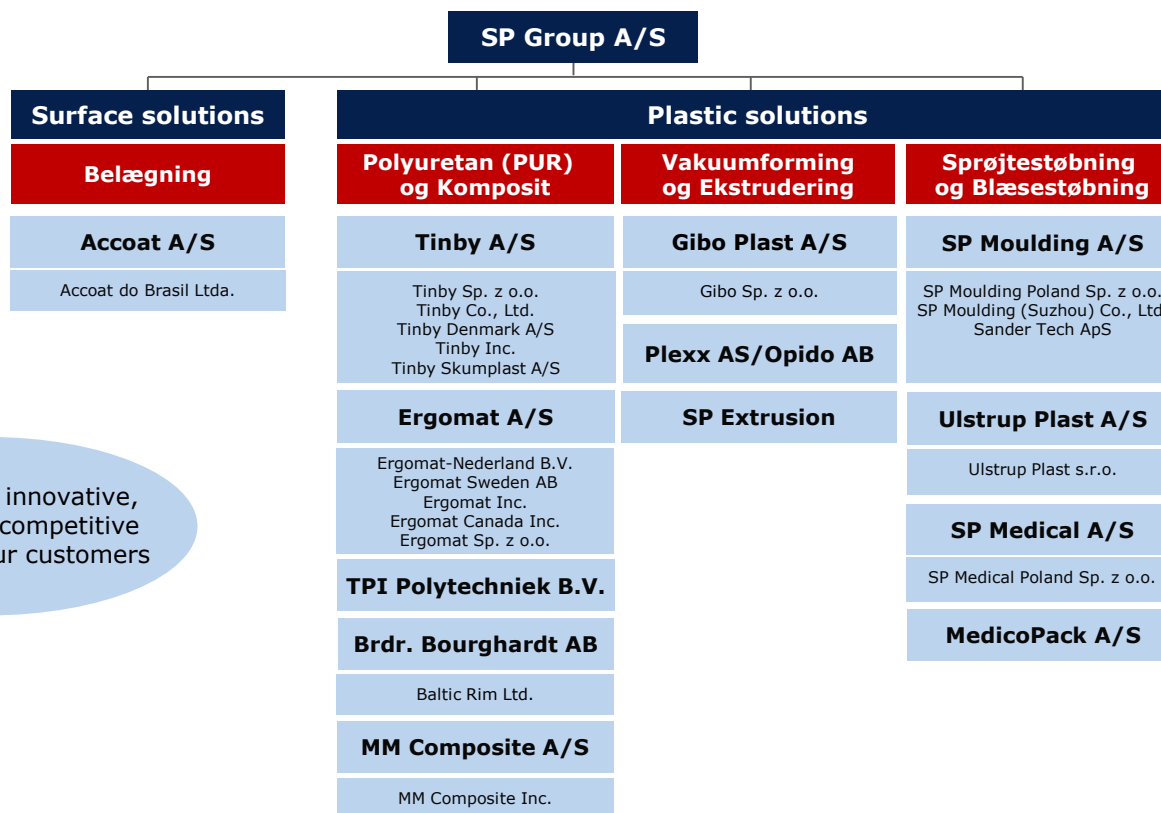 SP Group A/S
Surface solutions
Plastic solutions
Belægning
Polyuretan (PUR)
og Komposit
Vakuumforming
og Ekstrudering
Sprøjtestøbning
og Blæsestøbning
Accoat A/S
Accoat do Brasil Ltda.
Tinby A/S
Tinby Sp. z o.o.
Tinby Co., Ltd.
Tinby Denmark A/S
Tinby Inc.
Tinby Skumplast A/S
Ergomat A/S
Ergomat-Nederland B.V.
Ergomat Sweden AB
Ergomat Inc.
Ergomat Canada Inc.
Ergomat Sp. z o.o.
TPI Polytechniek B.V.
Brdr. Bourghardt AB
Baltic Rim Ltd.
MM Composite A/S
MM Composite Inc.
Gibo Plast A/S
Gibo Sp. z o.o.
Plexx AS/Opido AB
SP Extrusion
SP Moulding A/S
SP Moulding Poland Sp. z o.o.
SP Moulding (Suzhou) Co., Ltd
Sander Tech ApS
Ulstrup Plast A/S
Ulstrup Plast s.r.o.
SP Medical A/S
SP Medical Poland Sp. z o.o.
MedicoPack A/S
innovative,
competitive
ur customers